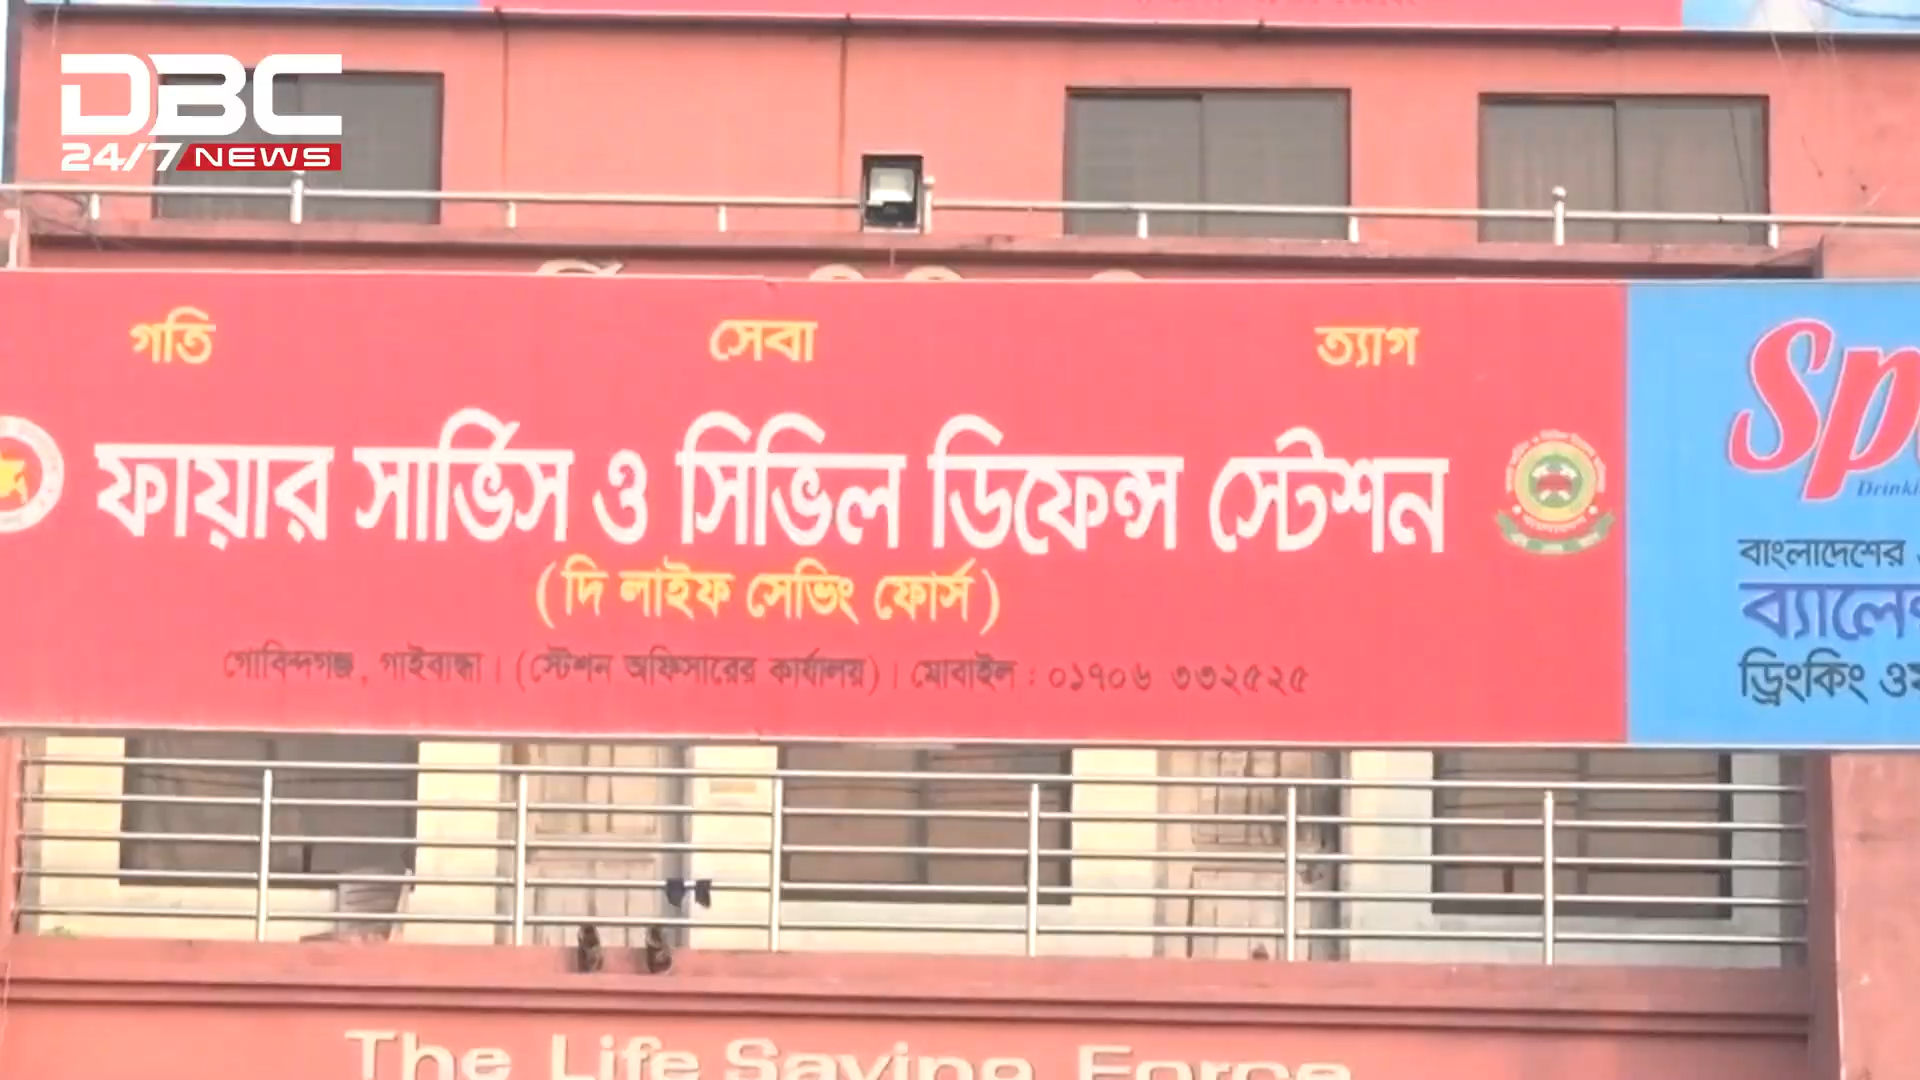 DBC
24/7 NEWS
গতি সেবা ত্যাগ
ফায়ার সার্ভিস ও সিভিল ডিফেন্স স্টেশন
(দি লাইফ সেভিং ফোর্স)
গোবিন্দগঞ্জ, গাইবান্ধা। (স্টেশন অফিসারের কার্যালয়)। মোবাইল : ০১৭০৬ ৩৩২৫২৫
বাংলাদেশের
ড্রিংকিং
The Life Saving Force